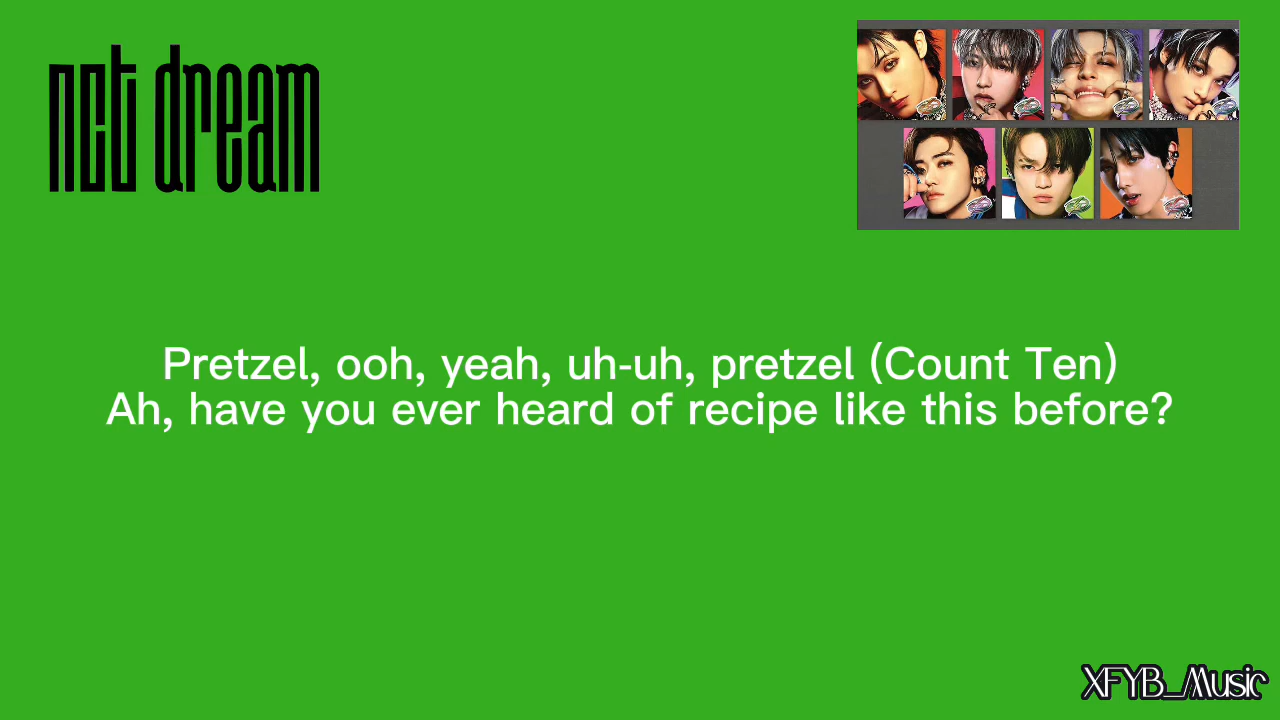 nct dream
Pretzel, ooh, yeah, uh-uh, pretzel (Count Ten)
Ah, have you ever heard of recipe like this before?
XFYB_Music